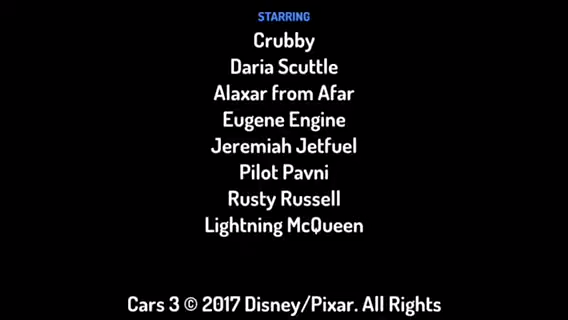 STARRING
Crubby
Daria Scuttle
Alaxar from Afar
Eugene Engine
Jeremiah Jetfuel
Pilot Pavni
Rusty Russell
Lightning McQueen
Cars 3 © 2017 Disney/Pixar. All Rights